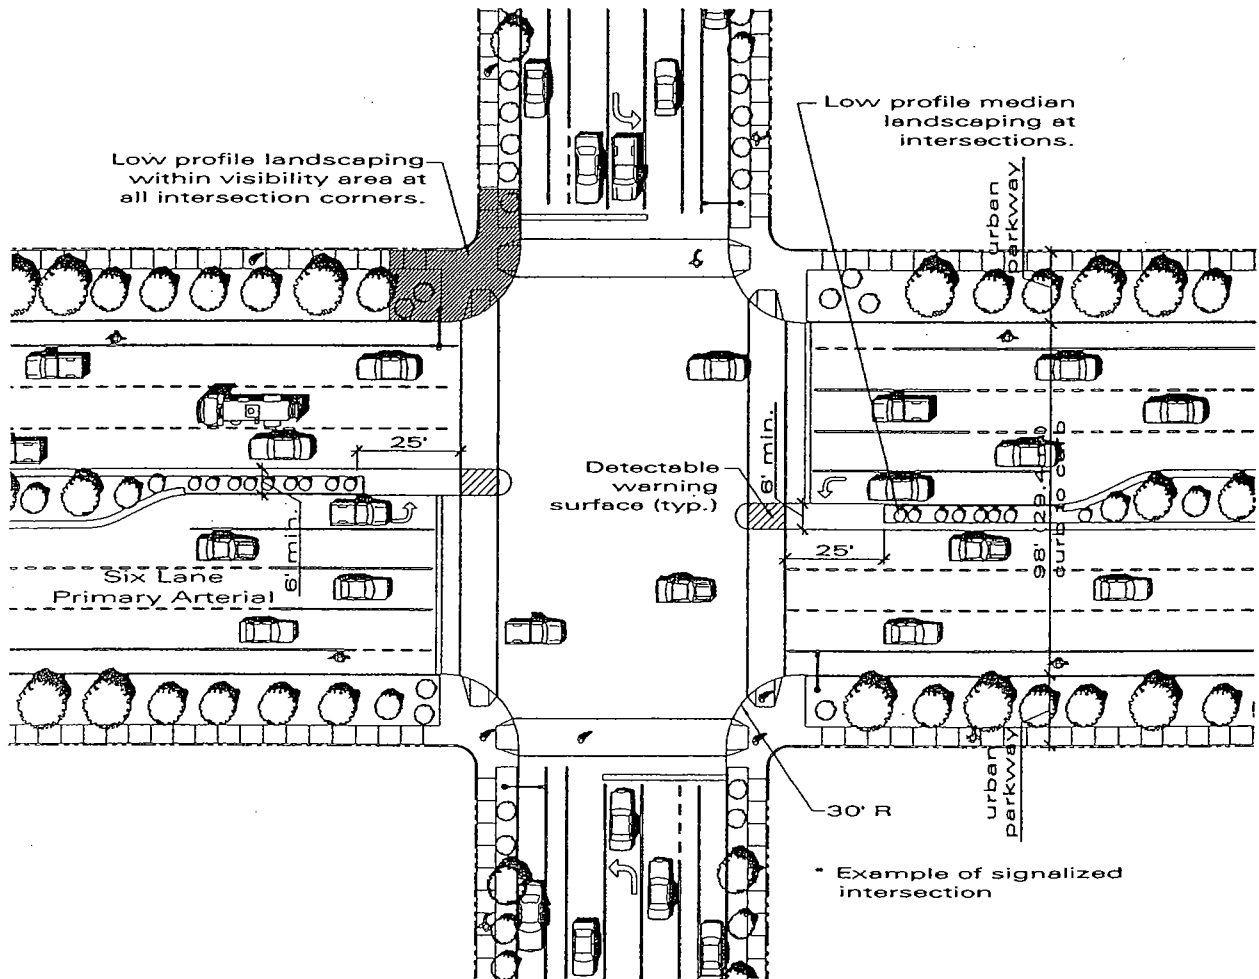 Low profile median
landscaping at
intersections.
Low profile landscaping
within visibility area at
all intersection corners.
urban
parkway
25'
6' min.
Detectable
warning
surface (typ.)
6' min.
25'
Six Lane
Primary Arterial
98' (29.4
curb to curb
urban
parkway
30' R
* Example of signalized
intersection